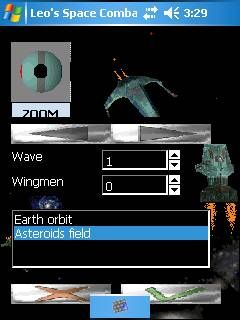 Leo's Space Comba
3:29
ZOOM
Wave
1
Wingmen
0
Earth orbit
Asteroids field